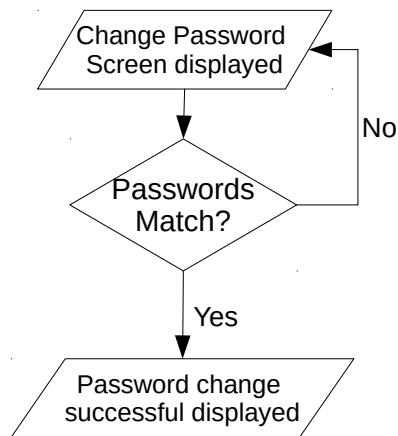 Change Password
Screen displayed
No
Passwords
Match?
Yes
Password change
successful displayed